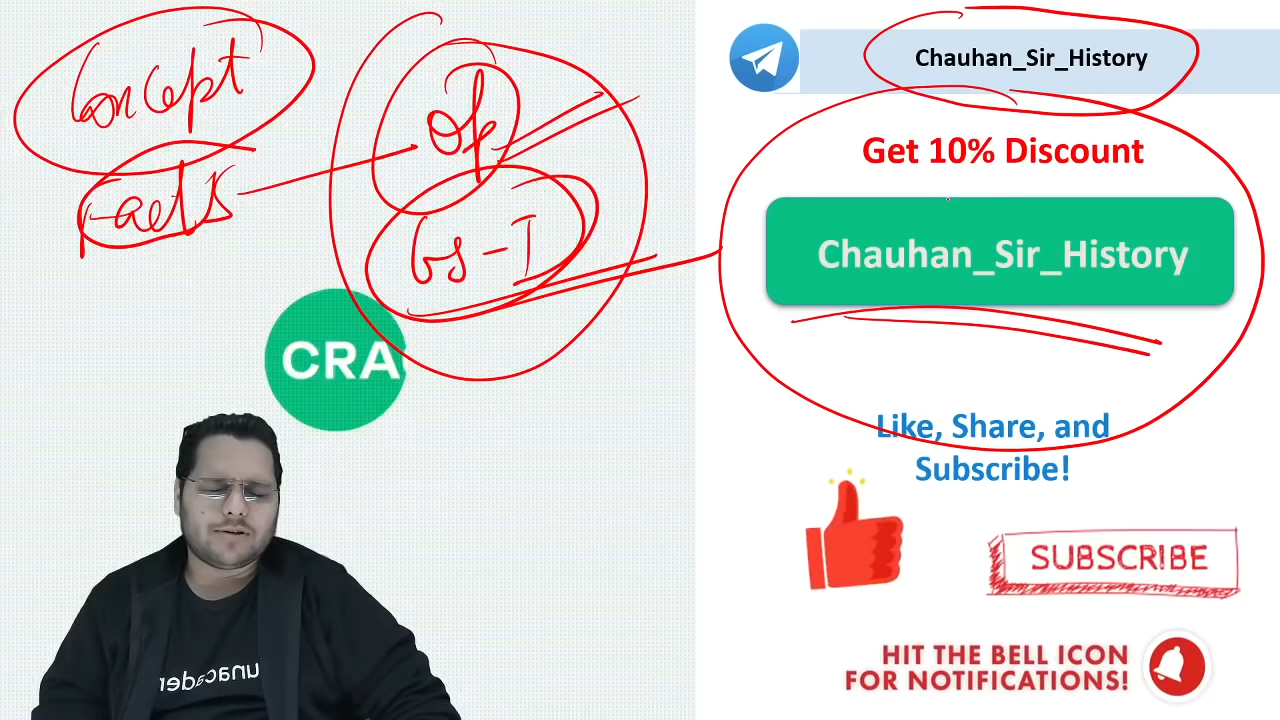 Concept
Facts
GS-I
CRA
unacader
Chauhan_Sir_History
Get 10% Discount
Chauhan_Sir_History
Like, Share, and
Subscribe!
SUBSCRIBE
HIT THE BELL ICON
FOR NOTIFICATIONS!